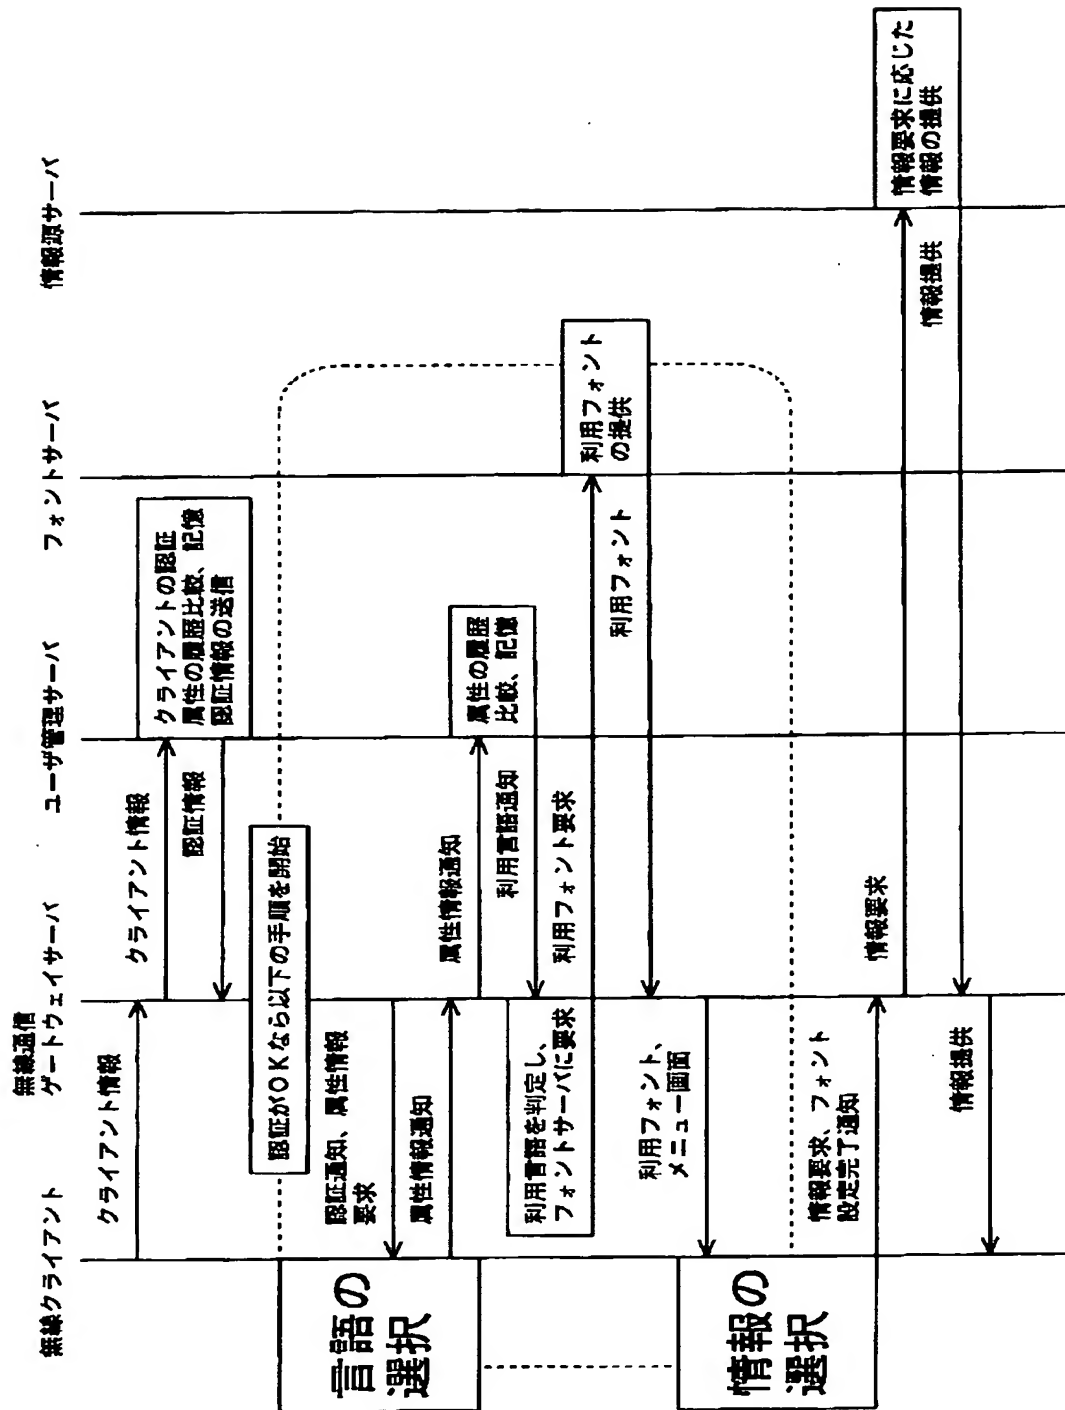 無線クライアント
無線通信
ゲートウェイサーバ
ユーザ管理サーバ
フォントサーバ
情報源サーバ
クライアント情報
クライアント情報
クライアントの認証
属性の履歴比較、記憶
認証情報の送信
認証情報
認証がOKなら以下の手順を開始
言語の
選択
認証通知、属性情報
要求
属性情報通知
属性情報通知
属性の履歴
比較、記憶
利用言語通知
利用言語を判定し、
フォントサーバに要求
利用フォント要求
利用フォント
の提供
利用フォント
利用フォント、
メニュー画面
情報の
選択
情報要求、フォント
設定完了通知
情報要求
情報要求に応じた
情報の提供
情報提供
情報提供